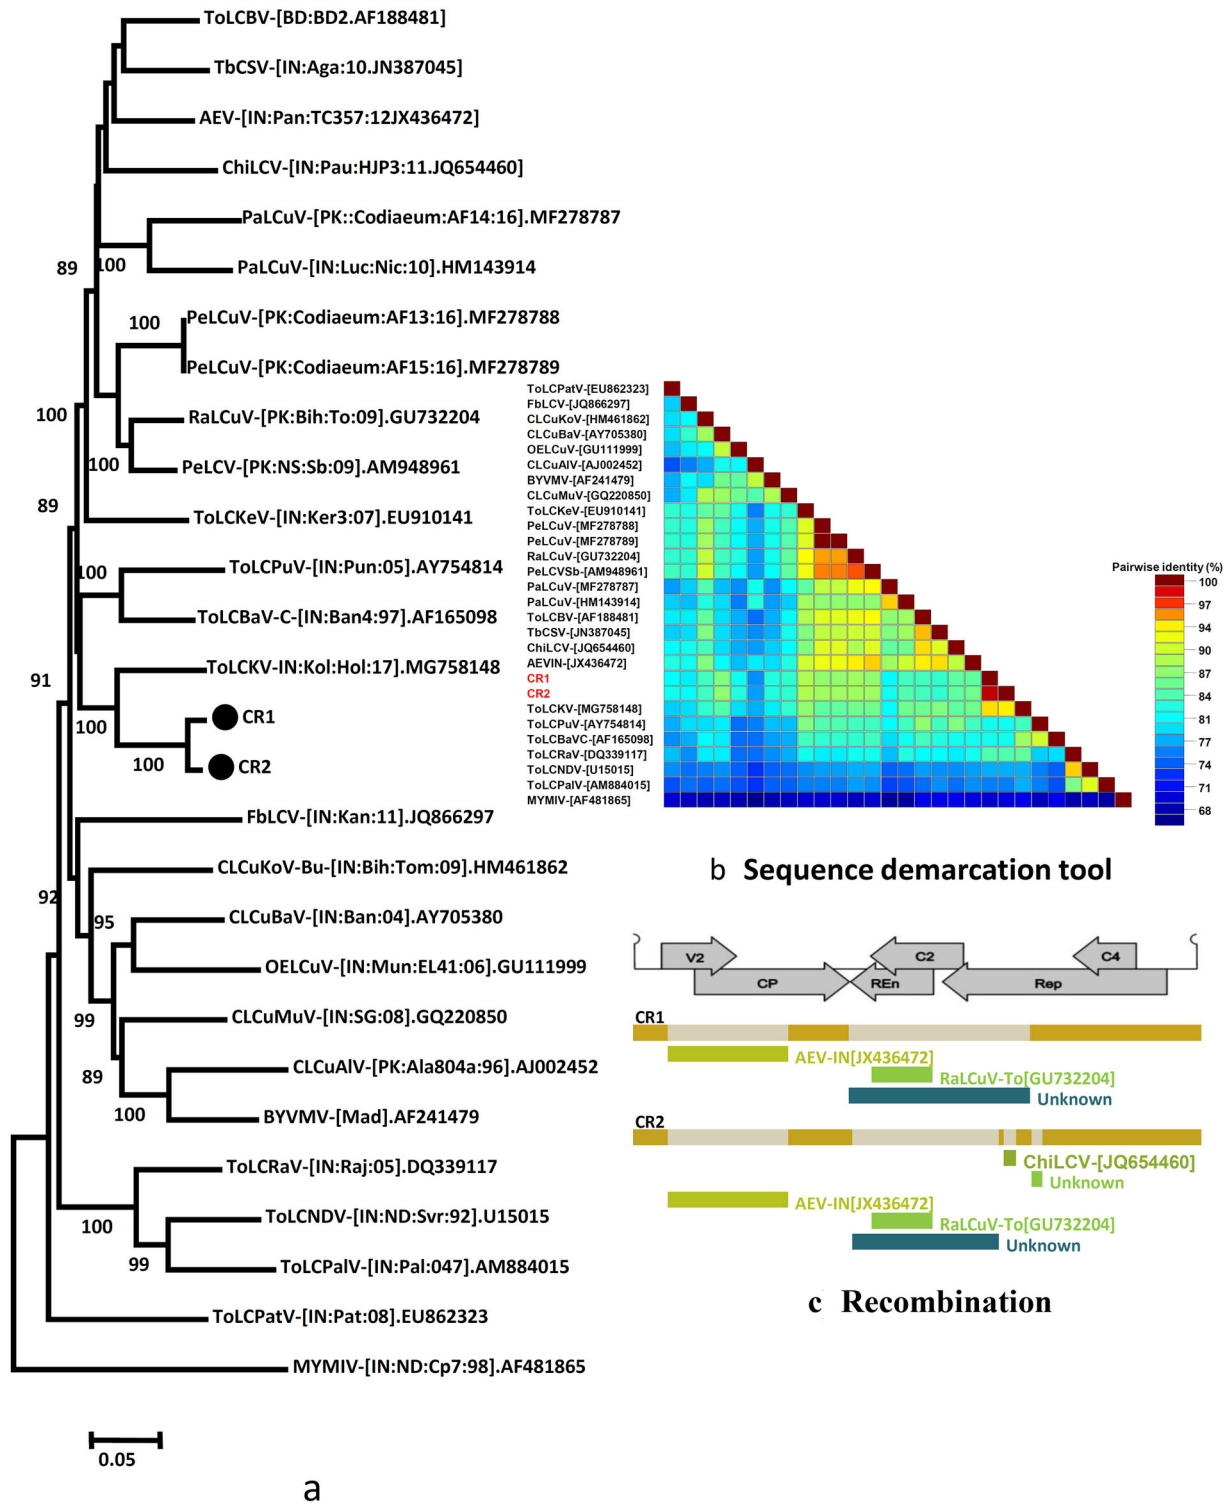 ToLCBV-[BD:BD2.AF188481]
TbCSV-[IN:Aga:10.JN387045]
AEV-[IN:Pan:TC357:12JX436472]
ChiLCV-[IN:Pau:HJP3:11.JQ654460]
PaLCuV-[PK::Codiaeum:AF14:16].MF278787
89
100
PaLCuV-[IN:Luc:Nic:10].HM143914
100
PeLCuV-[PK:Codiaeum:AF13:16].MF278788
PeLCuV-[PK:Codiaeum:AF15:16].MF278789
100
RaLCuV-[PK:Bih:To:09].GU732204
100
PeLCV-[PK:NS:Sb:09].AM948961
89
ToLCKeV-[IN:Ker3:07].EU910141
100
ToLCPuV-[IN:Pun:05].AY754814
ToLCBaV-C-[IN:Ban4:97].AF165098
91
ToLCKV-IN:Kol:Hol:17].MG758148
100
CR1
100
CR2
FbLCV-[IN:Kan:11].JQ866297
CLCuKoV-Bu-[IN:Bih:Tom:09].HM461862
92
95
CLCuBaV-[IN:Ban:04].AY705380
OELCuV-[IN:Mun:EL41:06].GU111999
99
CLCuMuV-[IN:SG:08].GQ220850
89
CLCuAlV-[PK:Ala804a:96].AJ002452
100
BYVMV-[Mad].AF241479
ToLCRaV-[IN:Raj:05].DQ339117
100
ToLCNDV-[IN:ND:Svr:92].U15015
99
ToLCPalV-[IN:Pal:047].AM884015
ToLCPatV-[IN:Pat:08].EU862323
MYMIV-[IN:ND:Cp7:98].AF481865
0.05
a
ToLCPatV-[EU862323]
FbLCV-[JQ866297]
CLCuKoV-[HM461862]
CLCuBaV-[AY705380]
OELCuV-[GU111999]
CLCuAlV-[AJ002452]
BYVMV-[AF241479]
CLCuMuV-[GQ220850]
ToLCKeV-[EU910141]
PeLCuV-[MF278788]
PeLCuV-[MF278789]
RaLCuV-[GU732204]
PeLCVSb-[AM948961]
PaLCuV-[MF278787]
PaLCuV-[HM143914]
ToLCBV-[AF188481]
TbCSV-[JN387045]
ChiLCV-[JQ654460]
AEVIN-[JX436472]
CR1
CR2
ToLCKV-[MG758148]
ToLCPuV-[AY754814]
ToLCBaVC-[AF165098]
ToLCRaV-[DQ339117]
ToLCNDV-[U15015]
ToLCPalV-[AM884015]
MYMIV-[AF481865]
Pairwise identity (%)
100
97
94
90
87
84
81
77
74
71
68
b Sequence demarcation tool
V2
C2
C4
CP
REn
Rep
CR1
AEV-IN[JX436472]
RaLCuV-To[GU732204]
Unknown
CR2
ChiLCV-[JQ654460]
Unknown
AEV-IN[JX436472]
RaLCuV-To[GU732204]
Unknown
c Recombination